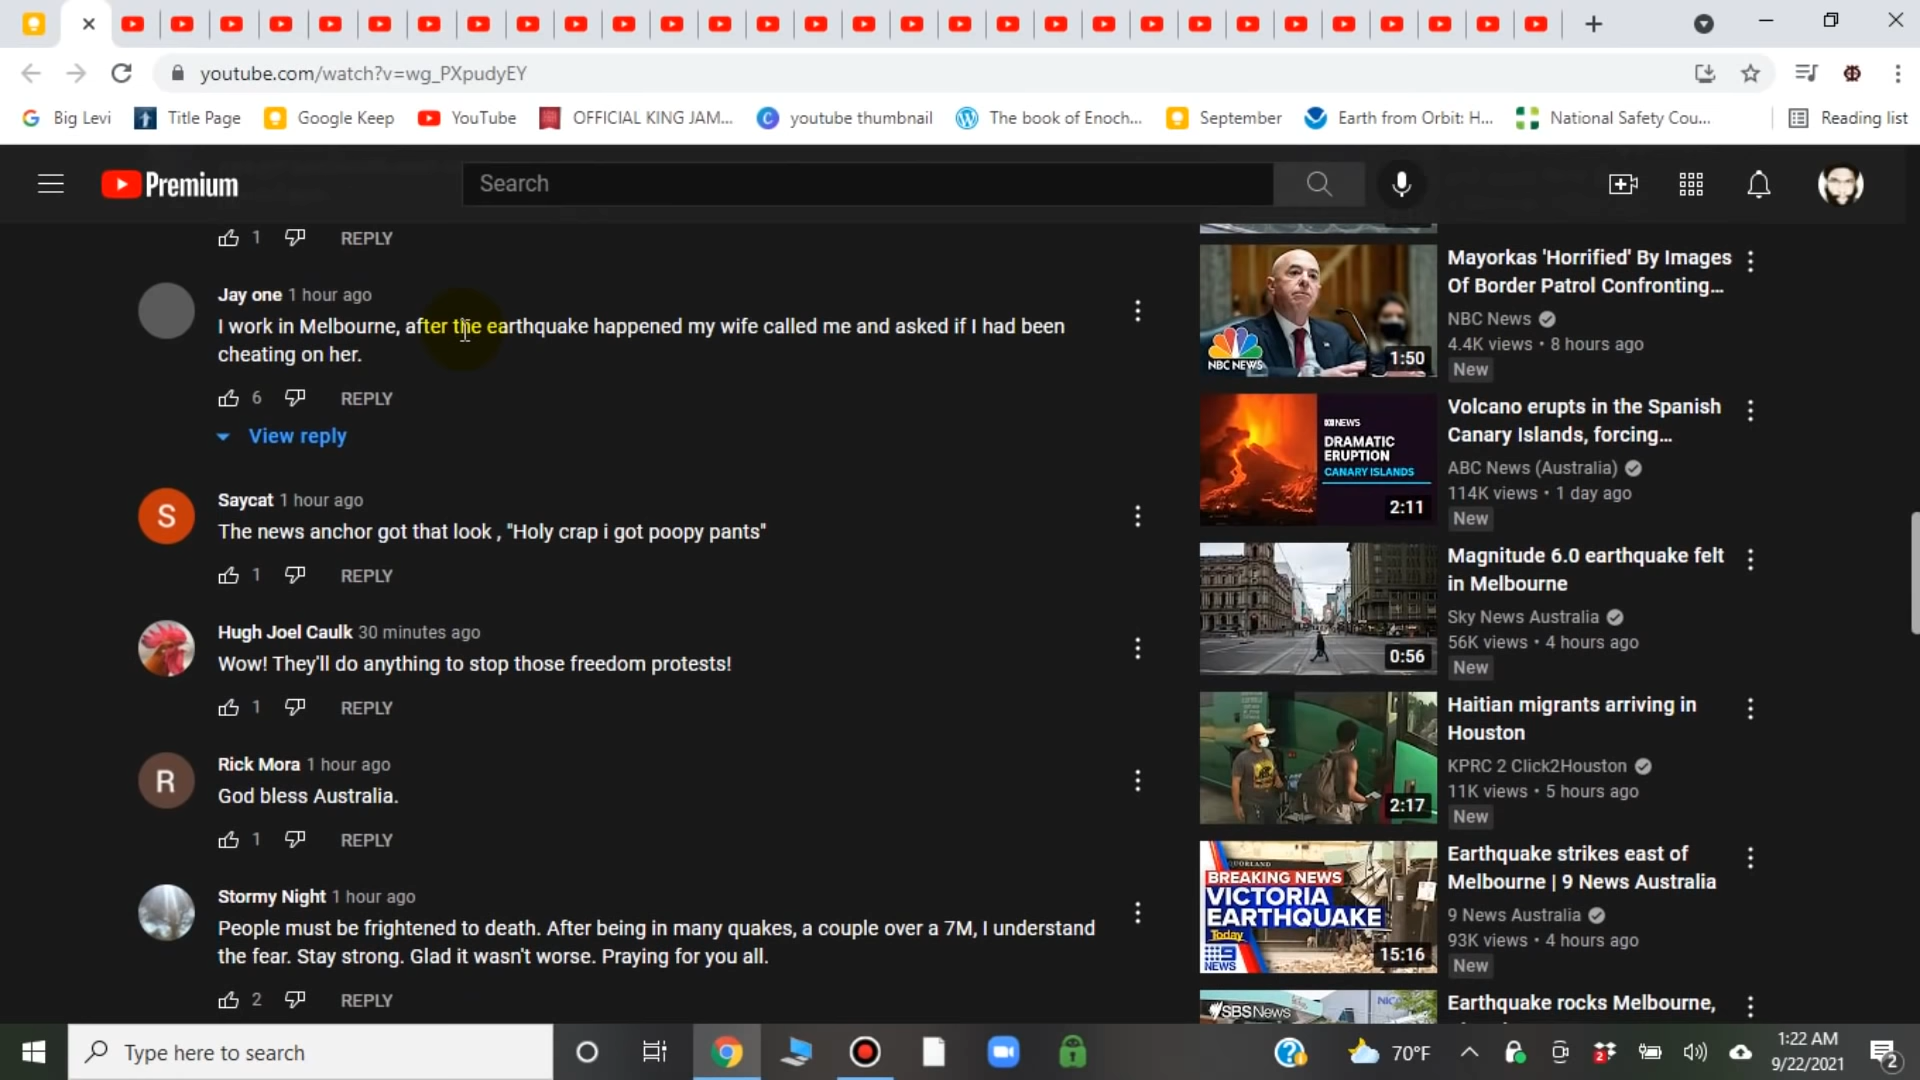 youtube.com/watch?v=wg_PXpudyEY
Big Levi
Title Page
Google Keep
YouTube
OFFICIAL KING JAM...
youtube thumbnail
The book of Enoch...
September
Earth from Orbit: H...
National Safety Cou...
Reading list
Premium
Search
1
REPLY
Jay one 1 hour ago
I work in Melbourne, after the earthquake happened my wife called me and asked if I had been
cheating on her.
6
REPLY
View reply
S
Saycat 1 hour ago
The news anchor got that look , "Holy crap i got poopy pants"
1
REPLY
Hugh Joel Caulk 30 minutes ago
Wow! They'll do anything to stop those freedom protests!
1
REPLY
R
Rick Mora 1 hour ago
God bless Australia.
1
REPLY
Stormy Night 1 hour ago
People must be frightened to death. After being in many quakes, a couple over a 7M, I understand
the fear. Stay strong. Glad it wasn't worse. Praying for you all.
2
REPLY
NBC NEWS
1:50
Mayorkas 'Horrified' By Images
Of Border Patrol Confronting...
NBC News
4.4K views • 8 hours ago
New
NEWS
DRAMATIC
ERUPTION
CANARY ISLANDS
2:11
Volcano erupts in the Spanish
Canary Islands, forcing...
ABC News (Australia)
114K views • 1 day ago
New
0:56
Magnitude 6.0 earthquake felt
in Melbourne
Sky News Australia
56K views • 4 hours ago
New
2:17
Haitian migrants arriving in
Houston
KPRC 2 Click2Houston
11K views • 5 hours ago
New
BREAKING NEWS
VICTORIA
EARTHQUAKE
Today
9
NEWS
15:16
Earthquake strikes east of
Melbourne | 9 News Australia
9 News Australia
93K views • 4 hours ago
New
SBS News
Earthquake rocks Melbourne,
Type here to search
2
70°F
1:22 AM
9/22/2021
2